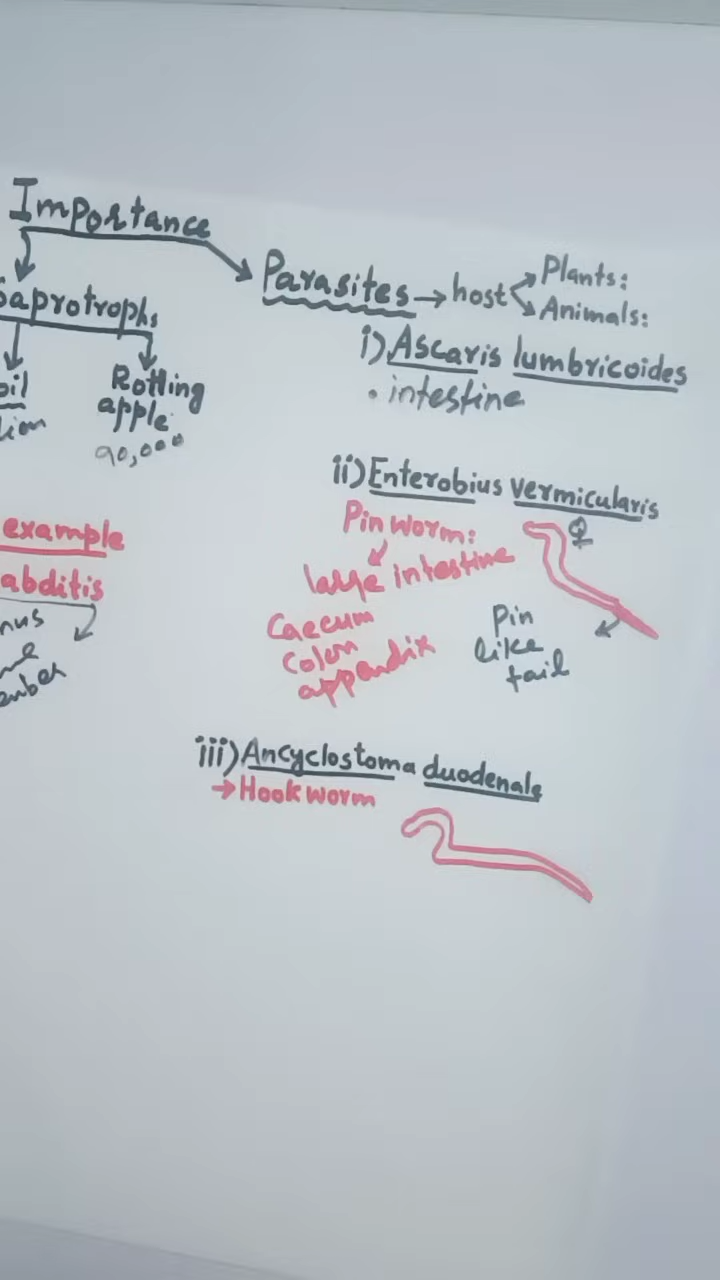 Importance
Parasites → host
Plants:
Animals:
Saprotrophs
Rotting
apple
90,000
i) Ascaris lumbricoides
• intestine
ii) Enterobius vermicularis
Pin worm:
♀
large intestine
Caecum
Colon
appendix
Pin
like
tail
example
abditis
iii) Ancyclostoma duodenale
→ Hook worm